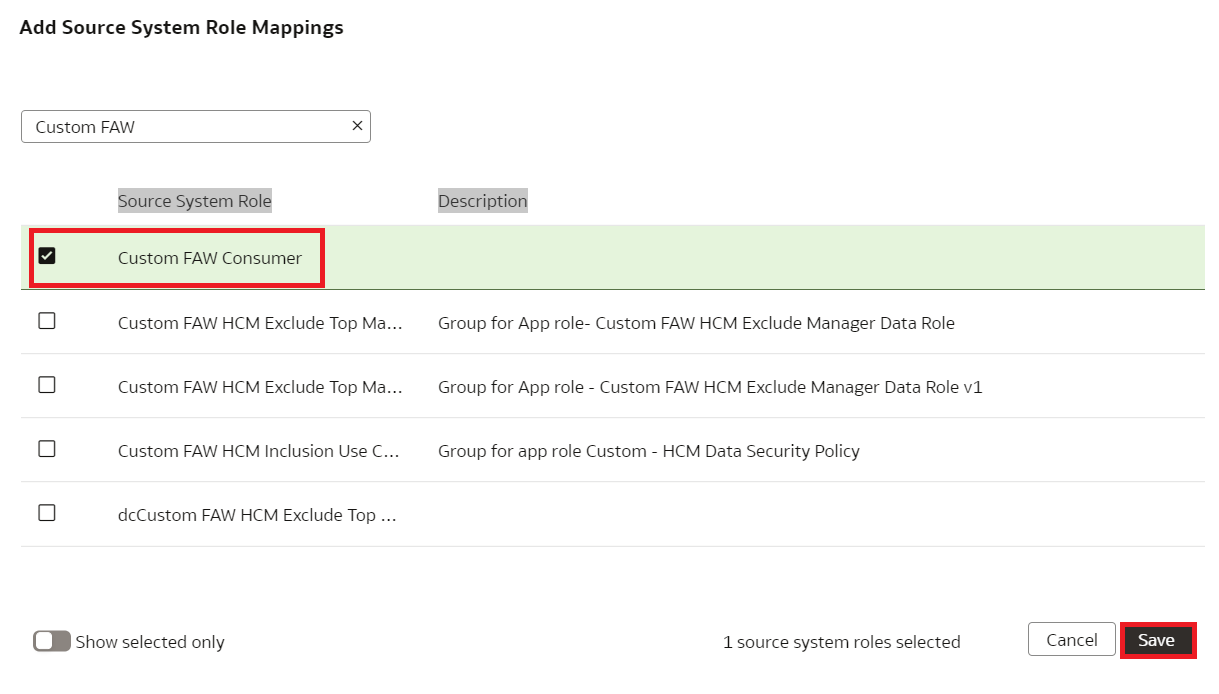 Add Source System Role Mappings
Custom FAW
Source System Role Description
Custom FAW Consumer
Custom FAW HCM Exclude Top Ma... Group for App role- Custom FAW HCM Exclude Manager Data Role
Custom FAW HCM Exclude Top Ma... Group for App role - Custom FAW HCM Exclude Manager Data Role v1
Custom FAW HCM Inclusion Use C... Group for app role Custom - HCM Data Security Policy
dcCustom FAW HCM Exclude Top ...
Show selected only 1 source system roles selected Cancel Save